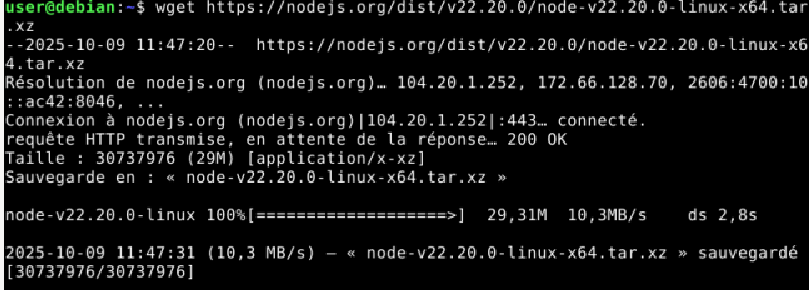 user@debian:~$ wget https://nodejs.org/dist/v22.20.0/node-v22.20.0-linux-x64.tar
.xz
--2025-10-09 11:47:20--  https://nodejs.org/dist/v22.20.0/node-v22.20.0-linux-x6
4.tar.xz
Résolution de nodejs.org (nodejs.org)… 104.20.1.252, 172.66.128.70, 2606:4700:10
::ac42:8046, ...
Connexion à nodejs.org (nodejs.org)|104.20.1.252|:443… connecté.
requête HTTP transmise, en attente de la réponse… 200 OK
Taille : 30737976 (29M) [application/x-xz]
Sauvegarde en : « node-v22.20.0-linux-x64.tar.xz »
node-v22.20.0-linux 100%[===================>]  29,31M  10,3MB/s    ds 2,8s
2025-10-09 11:47:31 (10,3 MB/s) — « node-v22.20.0-linux-x64.tar.xz » sauvegardé
[30737976/30737976]